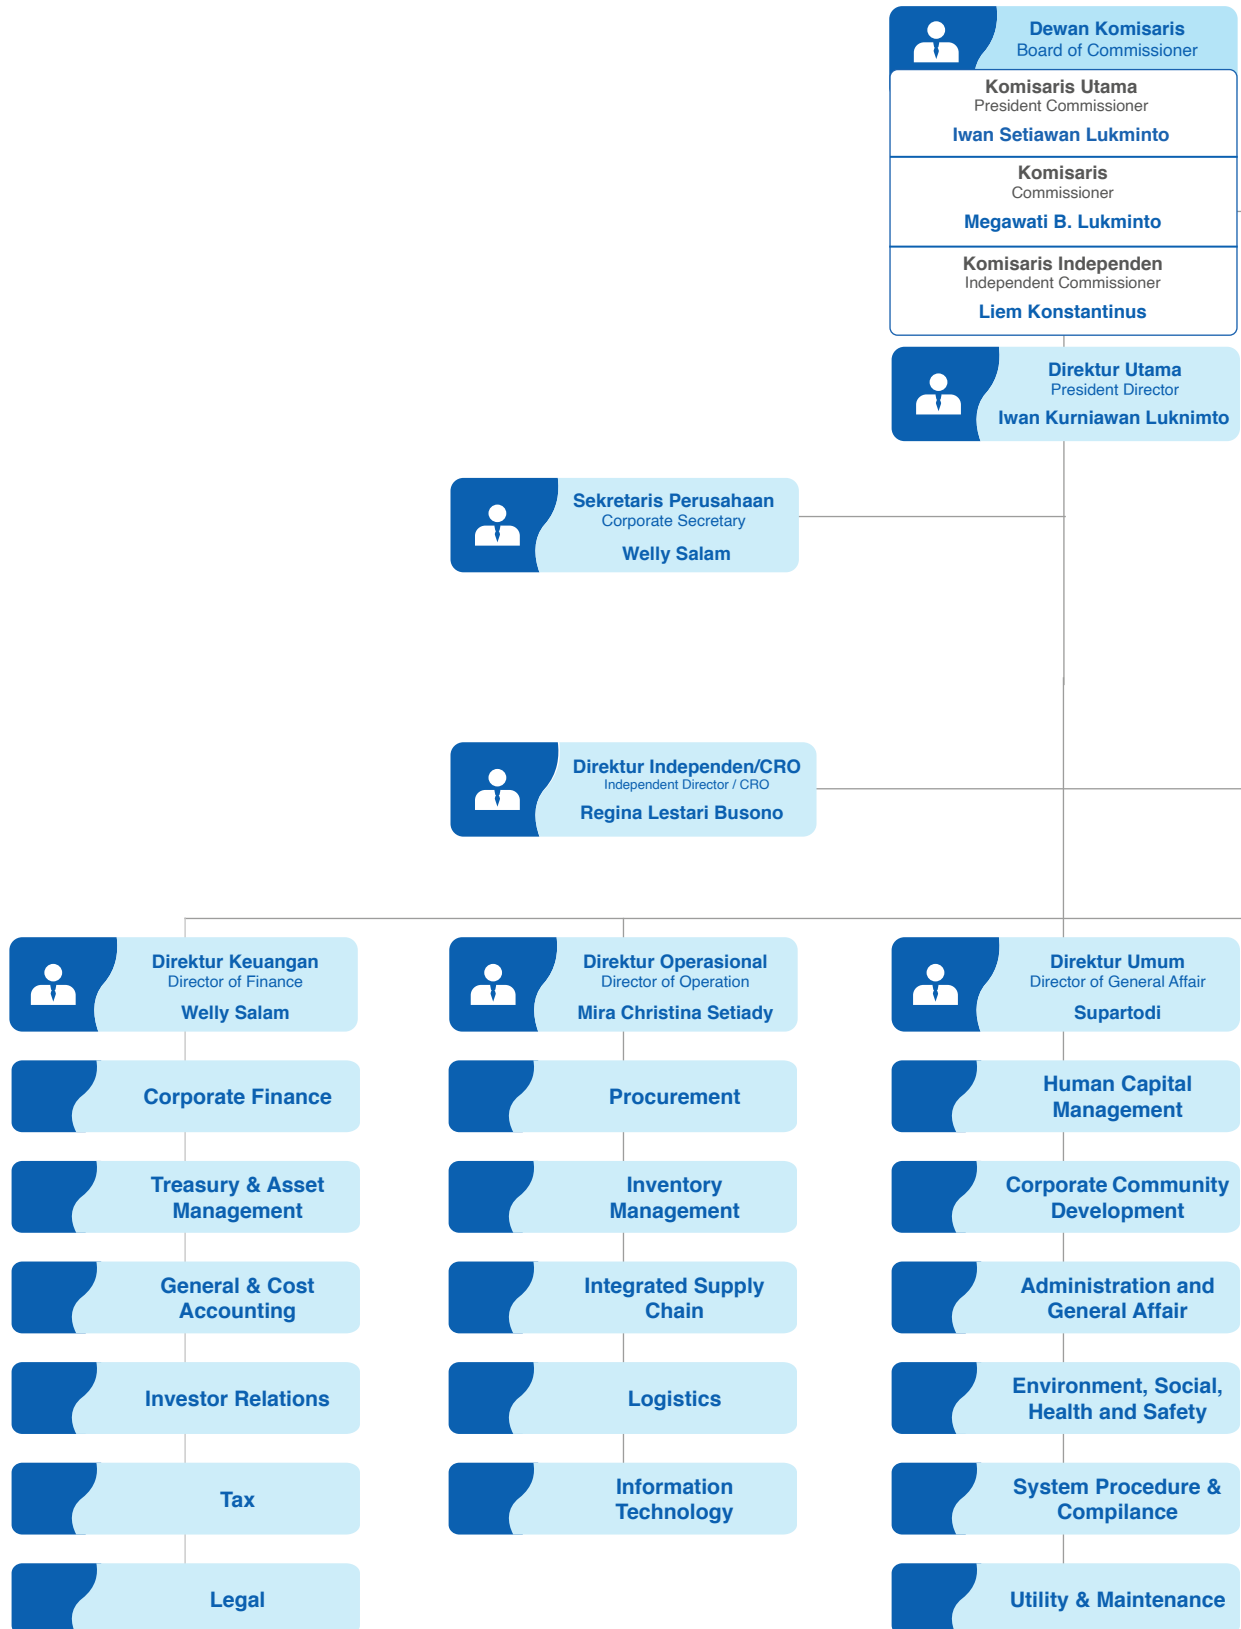 Dewan Komisaris
Board of Commissioner
Komisaris Utama
President Commissioner
Iwan Setiawan Lukminto
Komisaris
Commissioner
Megawati B. Lukminto
Komisaris Independen
Independent Commissioner
Liem Konstantinus
Direktur Utama
President Director
Iwan Kurniawan Luknimto
Sekretaris Perusahaan
Corporate Secretary
Welly Salam
Direktur Independen/CRO
Independent Director / CRO
Regina Lestari Busono
Direktur Keuangan
Director of Finance
Welly Salam
Corporate Finance
Treasury & Asset
Management
General & Cost
Accounting
Investor Relations
Tax
Legal
Direktur Operasional
Director of Operation
Mira Christina Setiady
Procurement
Inventory
Management
Integrated Supply
Chain
Logistics
Information
Technology
Direktur Umum
Director of General Affair
Supartodi
Human Capital
Management
Corporate Community
Development
Administration and
General Affair
Environment, Social,
Health and Safety
System Procedure &
Compilance
Utility & Maintenance